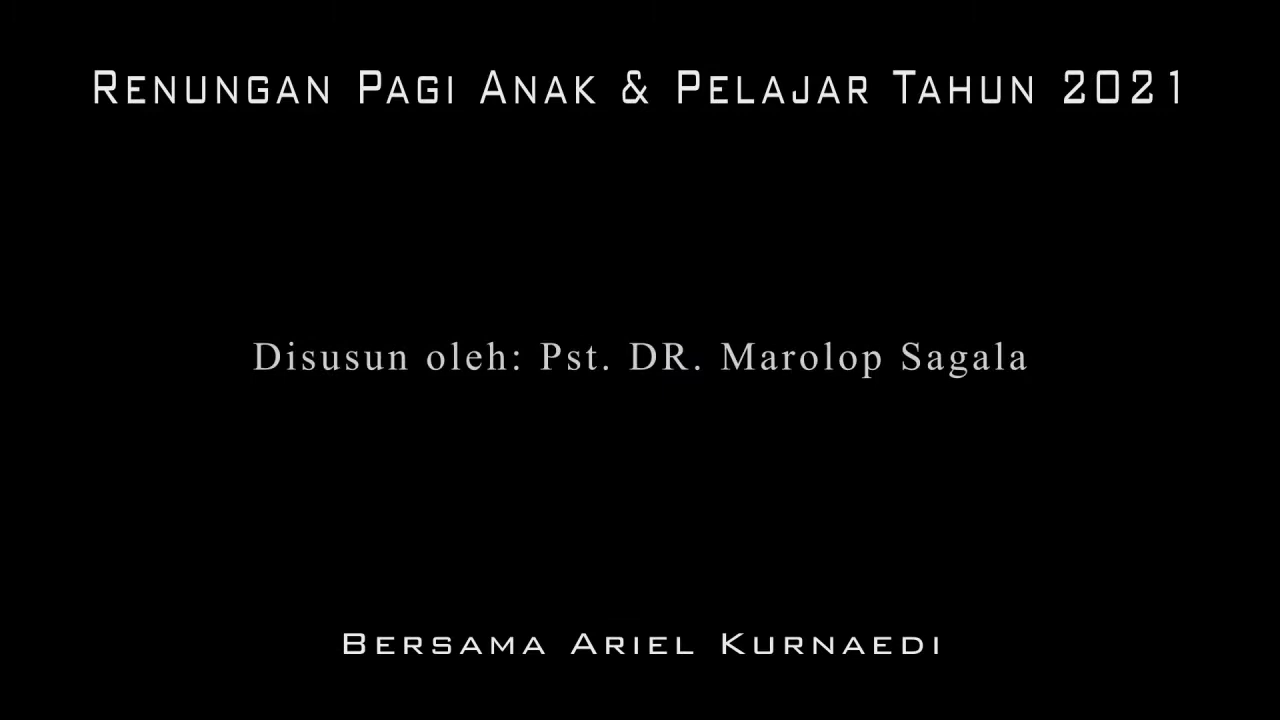 Renungan Pagi Anak & Pelajar Tahun 2021
Disusun oleh: Pst. DR. Marolop Sagala
Bersama Ariel Kurnaedi